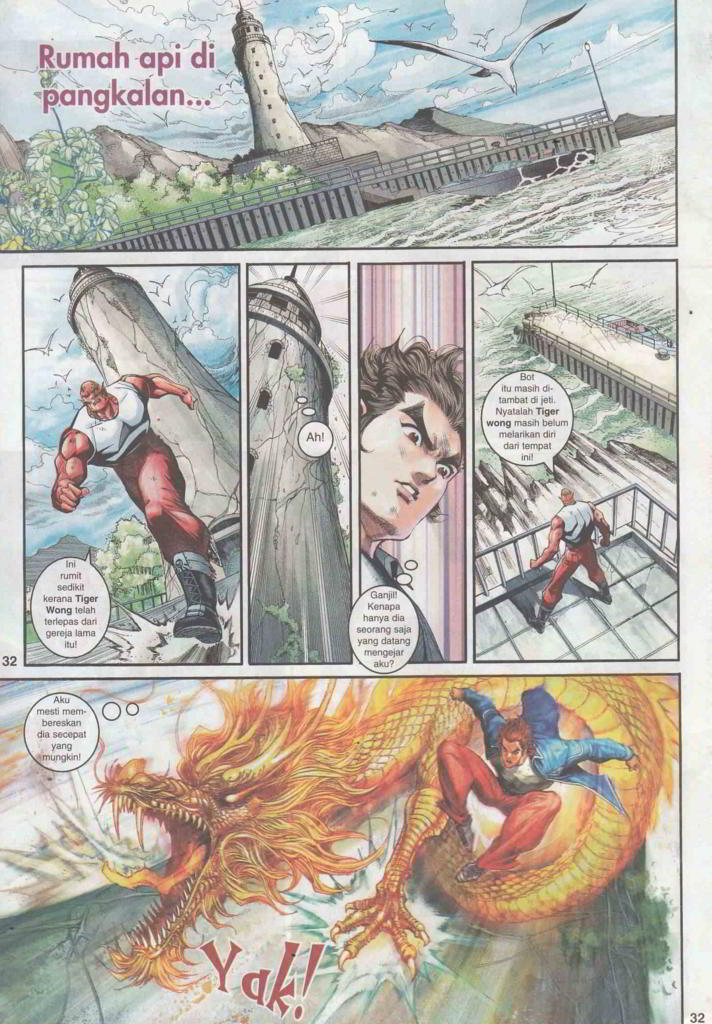 Rumah api di
pangkalan...
Ini
rumit
sedikit
kerana Tiger
Wong telah
terlepas dari
gereja lama
itu!
Ah!
Ganjil!
Kenapa
hanya dia
seorang saja
yang datang
mengejar
aku?
Bot
itu masih di-
tambat di jeti.
Nyatalah Tiger
wong masih belum
melarikan diri
dari tempat
ini!
32
Aku
mesti mem-
bereskan
dia secepat
yang
mungkin!
Yak!
32